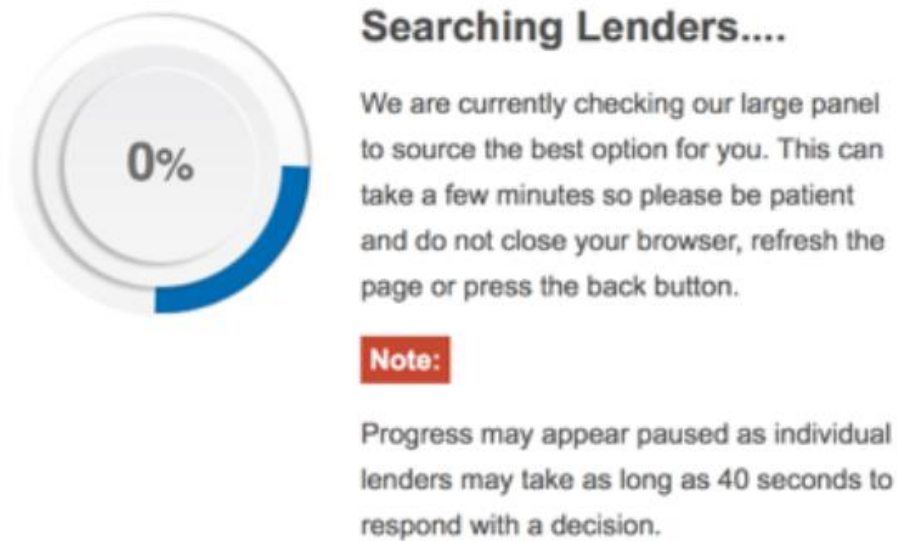 Searching Lenders....
0%
We are currently checking our large panel
to source the best option for you. This can
take a few minutes so please be patient
and do not close your browser, refresh the
page or press the back button.
Note:
Progress may appear paused as individual
lenders may take as long as 40 seconds to
respond with a decision.